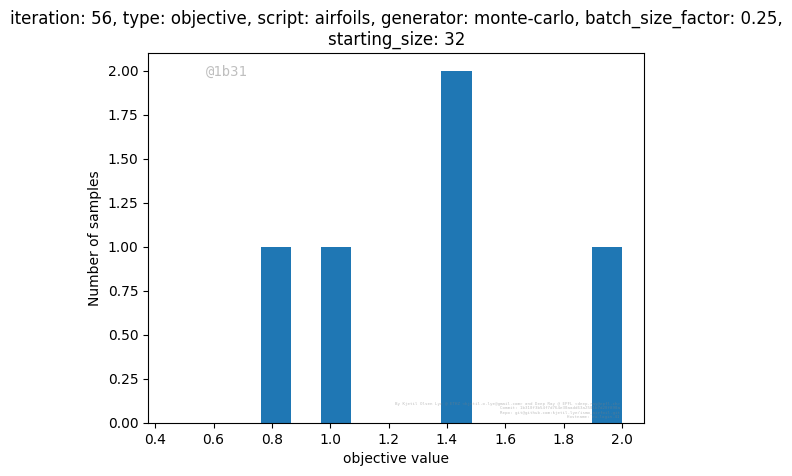 iteration: 56, type: objective, script: airfoils, generator: monte-carlo, batch_size_factor: 0.25,
starting_size: 32
@1b31
2.00
1.75
1.50
1.25
1.00
0.75
0.50
0.25
0.00
Number of samples
0.4 0.6 0.8 1.0 1.2 1.4 1.6 1.8 2.0
objective value